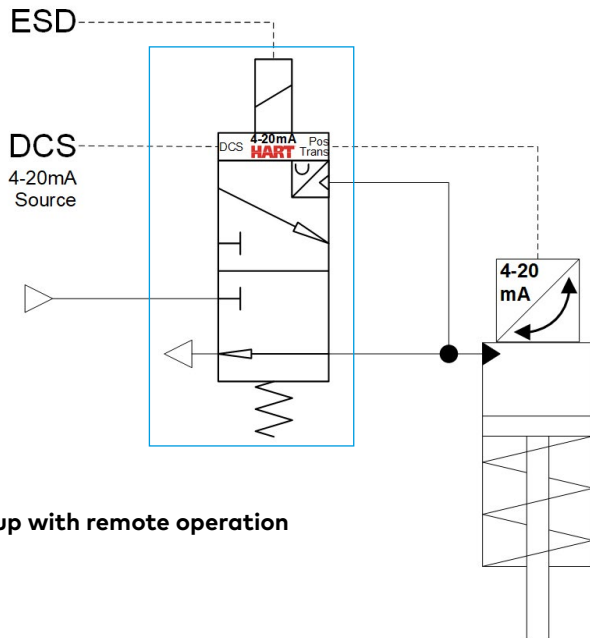 ESD
DCS
4-20mA
Source
DCS
4-20mA
HART
Pos
Trans
4-20
mA
up with remote operation